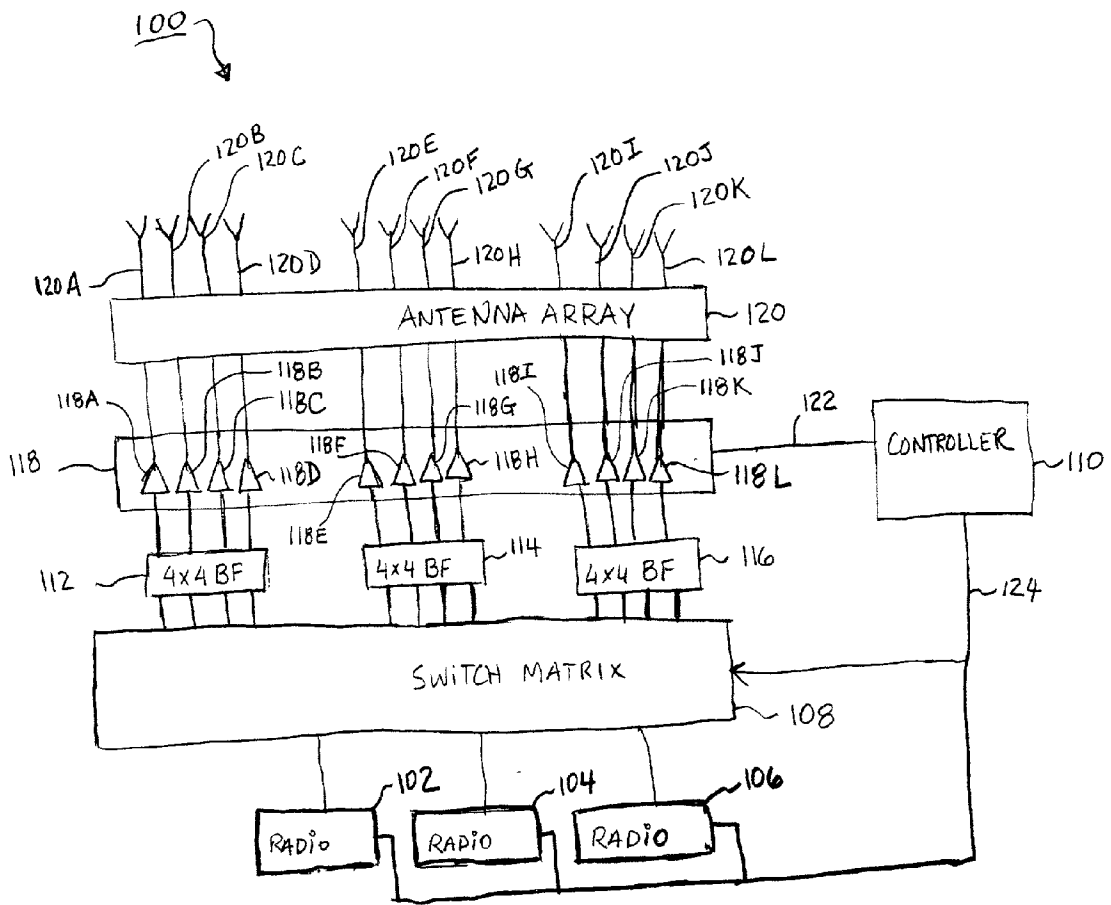 100
120B
120C
120E
120F
120G
120I
120J
120K
120A
120D
120H
120L
ANTENNA ARRAY
120
118A
118B
118C
118G
118I
118J
118K
122
CONTROLLER
110
118
118D
118E
118H
118L
118E
112
4x4 BF
114
4x4 BF
116
4x4 BF
124
SWITCH MATRIX
108
102
104
106
RADIO
RADIO
RADIO